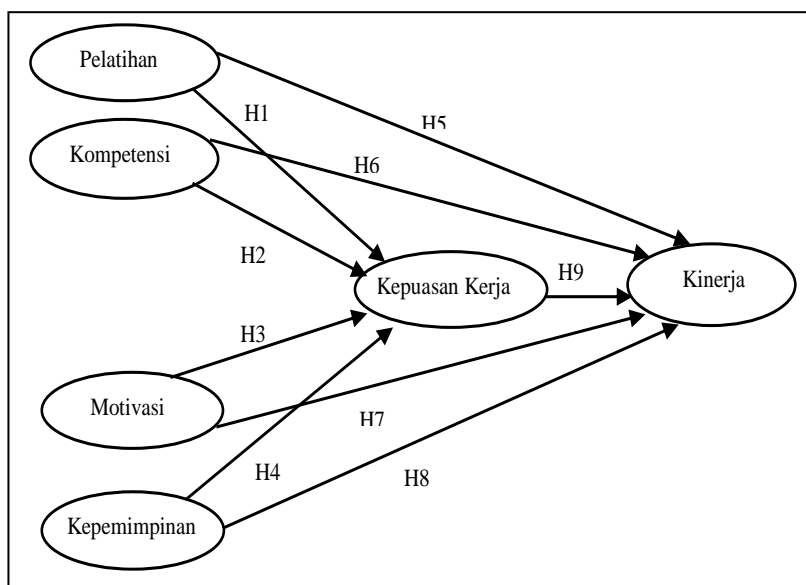 Pelatihan
H1
H5
Kompetensi
H6
H2
Kepuasan Kerja
H9
Kinerja
H3
Motivasi
H7
H4
H8
Kepemimpinan